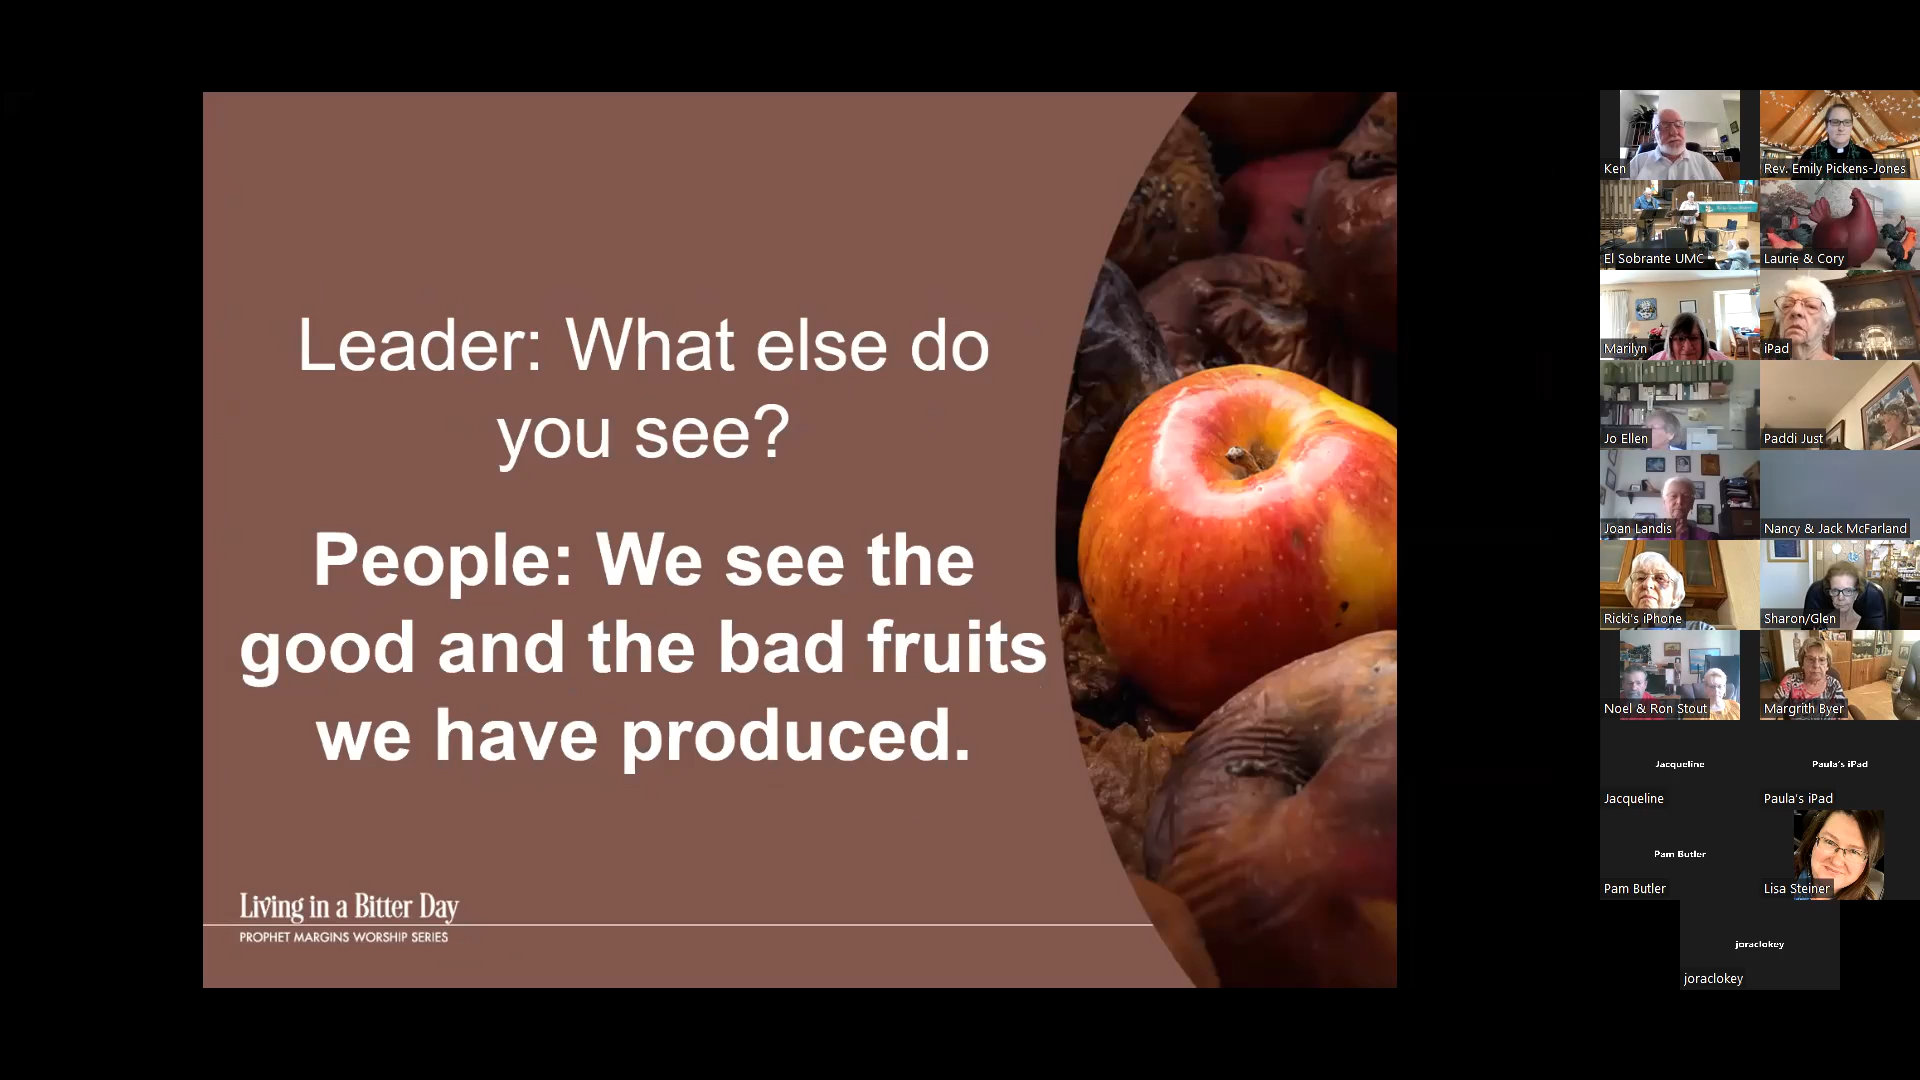 Leader: What else do
you see?
People: We see the
good and the bad fruits
we have produced.
Living in a Bitter Day
PROPHET MARGINS WORSHIP SERIES
Ken
Rev. Emily Pickens-Jones
El Sobrante UMC
Laurie & Cory
Marilyn
iPad
Jo Ellen
Paddi Just
Joan Landis
Nancy & Jack McFarland
Ricki's iPhone
Sharon/Glen
Noel & Ron Stout
Margrith Byer
Jacqueline
Jacqueline
Paula's iPad
Paula's iPad
Pam Butler
Pam Butler
Lisa Steiner
joraclokey
joraclokey